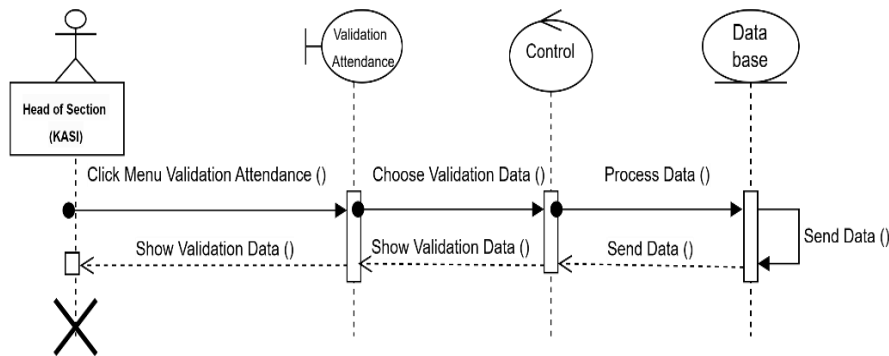 Validation
Attendance
Control
Data
base
Head of Section
(KASI)
Click Menu Validation Attendance ()
Choose Validation Data ()
Process Data ()
Send Data ()
Show Validation Data ()
Show Validation Data ()
Send Data ()